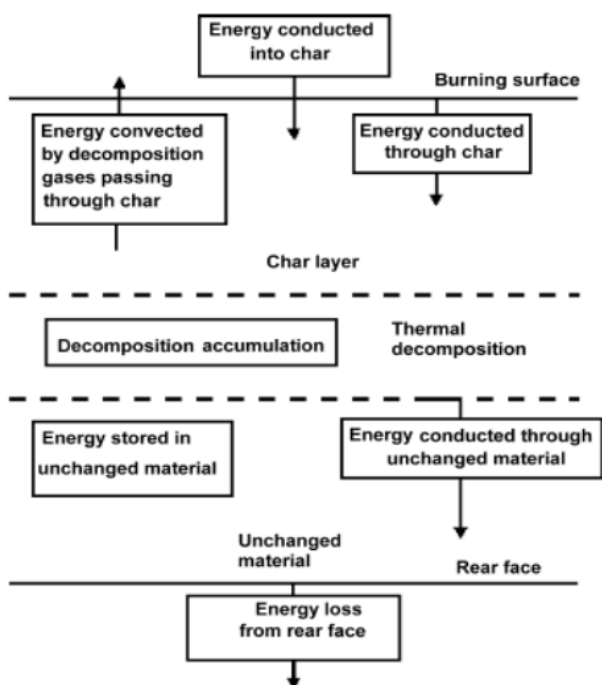 Energy conducted
into char
Burning surface
Energy convected
by decomposition
gases passing
through char
Energy conducted
through char
Char layer
Decomposition accumulation
Thermal
decomposition
Energy stored in
unchanged material
Energy conducted through
unchanged material
Unchanged
material
Rear face
Energy loss
from rear face